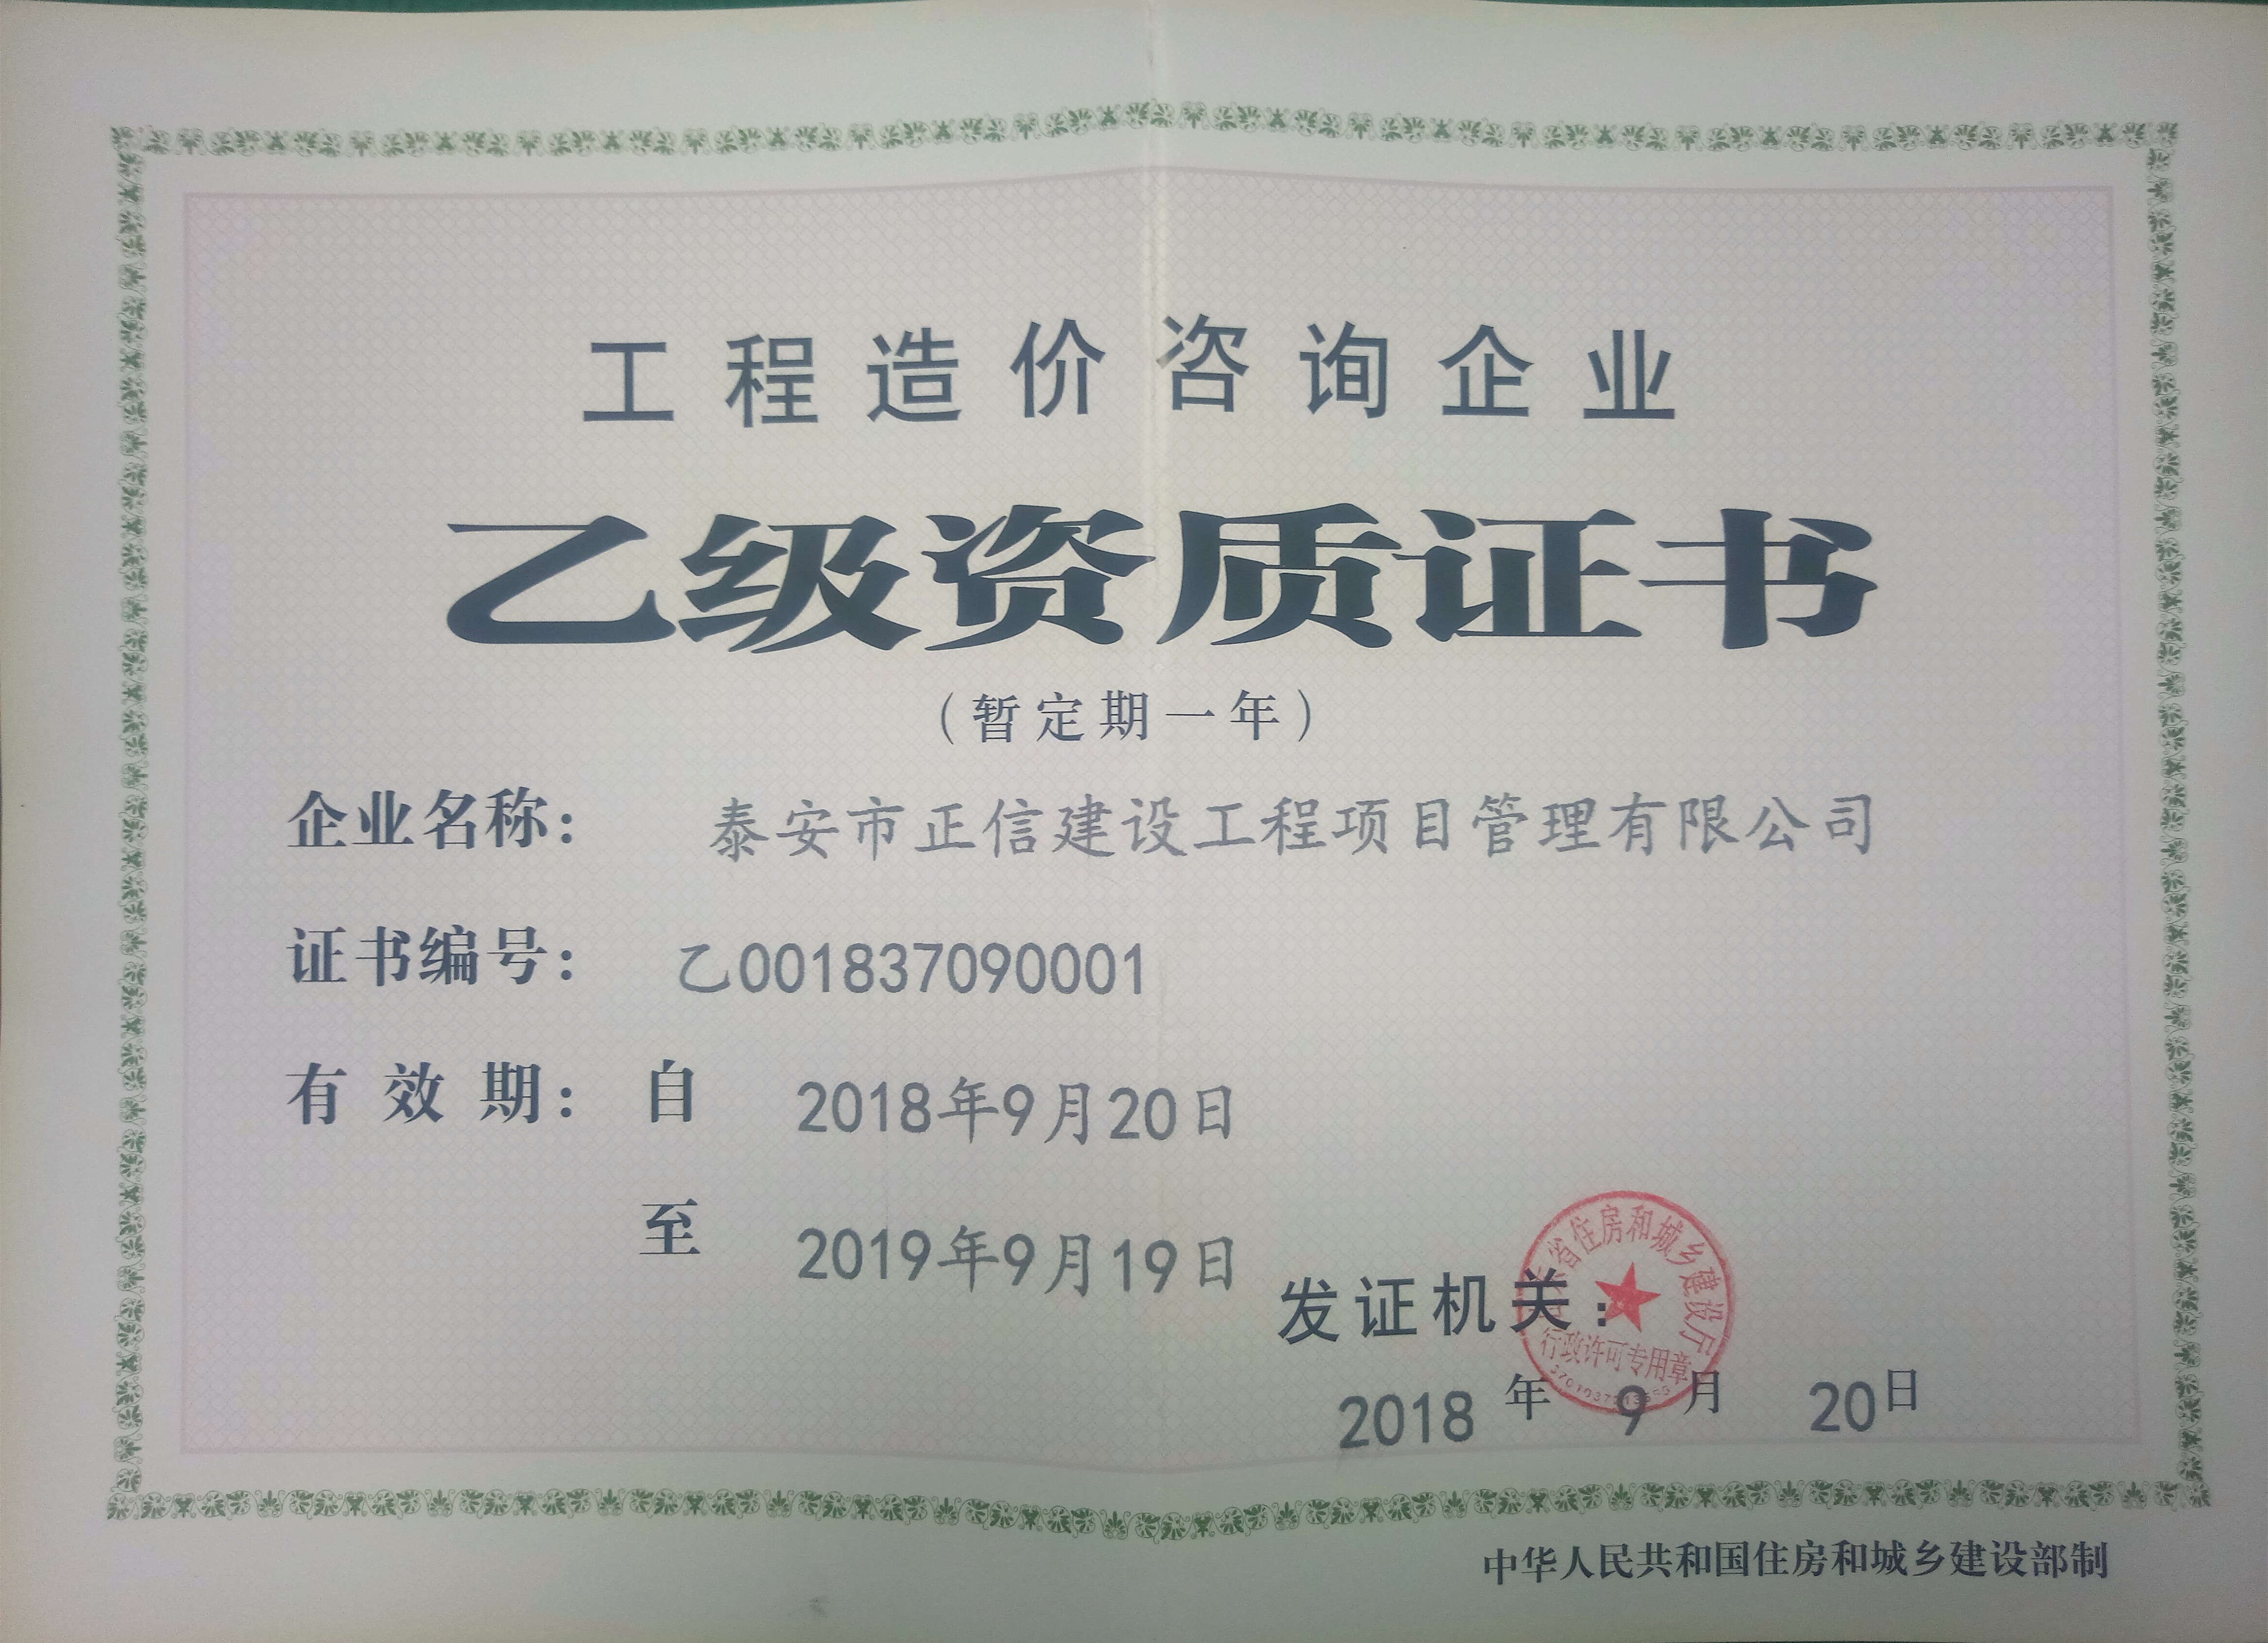 工程造价咨询企业
乙级资质证书
(暂定期一年)
企业名称: 泰安市正信建设工程项目管理有限公司
证书编号: 乙001837090001
有效期: 自 2018年9月20日
至 2019年9月19日
发证机关:
省住房和城乡建设厅
行政许可专用章
2018年9月20日
中华人民共和国住房和城乡建设部制